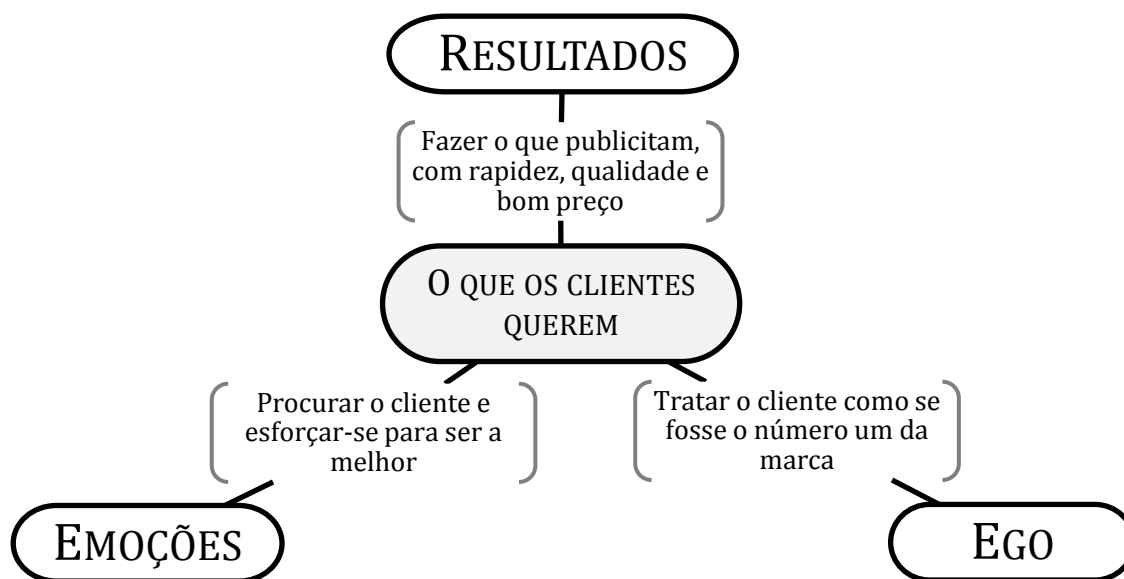 RESULTADOS
Fazer o que publicitam,
com rapidez, qualidade e
bom preço
O QUE OS CLIENTES
QUEREM
Procurar o cliente e
esforçar-se para ser a
melhor
Tratar o cliente como se
fosse o número um da
marca
EMOÇÕES
EGO